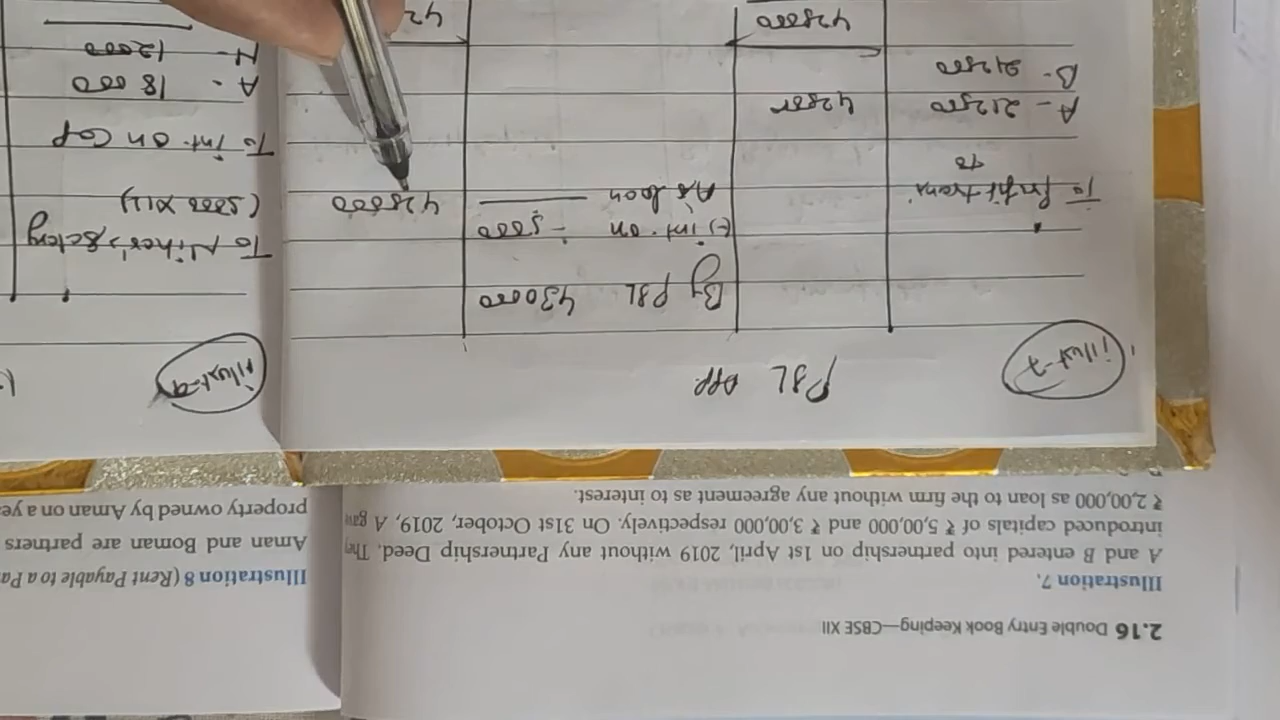 2.16 Double Entry Book Keeping—CBSE XII
Illustration 7.
A and B entered into partnership on 1st April, 2019 without any Partnership Deed. They
introduced capitals of ₹ 5,00,000 and ₹ 3,00,000 respectively. On 31st October, 2019, A gave
₹ 2,00,000 as loan to the firm without any agreement as to interest.
Illustration 8 (Rent Payable to a Pa
Aman and Boman are partners
property owned by Aman on a yea
illust-7
P&L App
By P&L 430000
(-) int. on - 5000
A's loan 425000
To Profit trans
to
A - 212500 425000
B - 212500
425000 42
illust-9
To Niher's Salary
(5000 X 12)
To int. on Cap
A - 18000
N - 12000